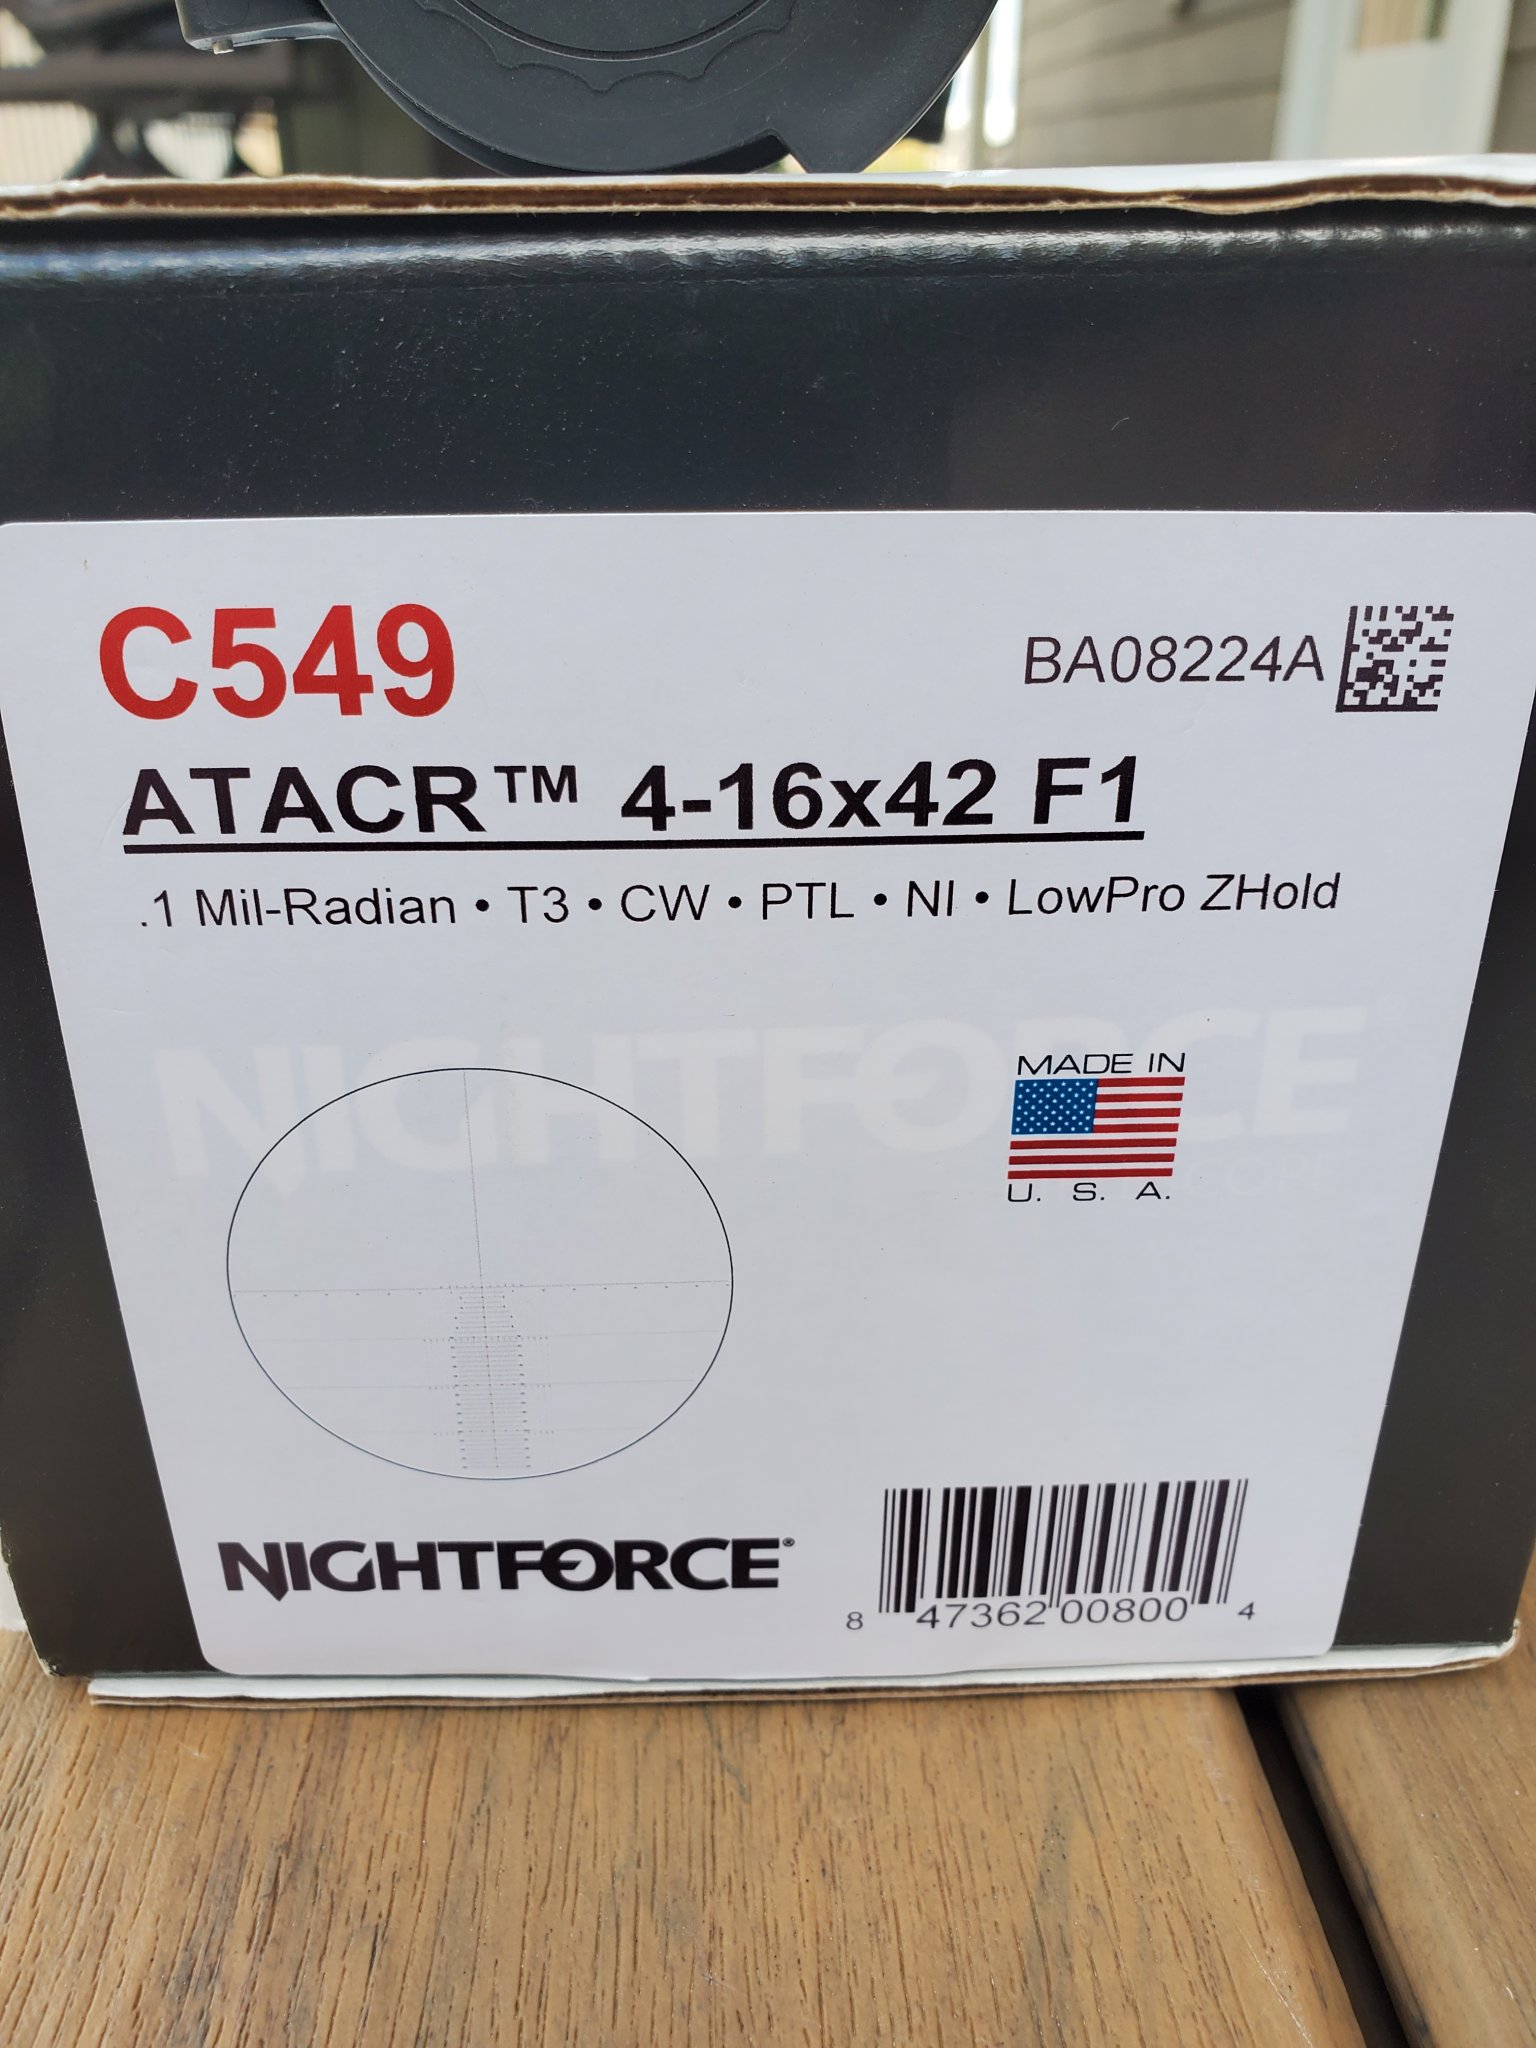 C549
BA08224A
ATACR™ 4-16x42 F1
.1 Mil-Radian • T3 • CW • PTL • NI • LowPro ZHold
NIGHTFORCE
MADE IN
U. S. A.
NIGHTFORCE®
8 47362 00800 4